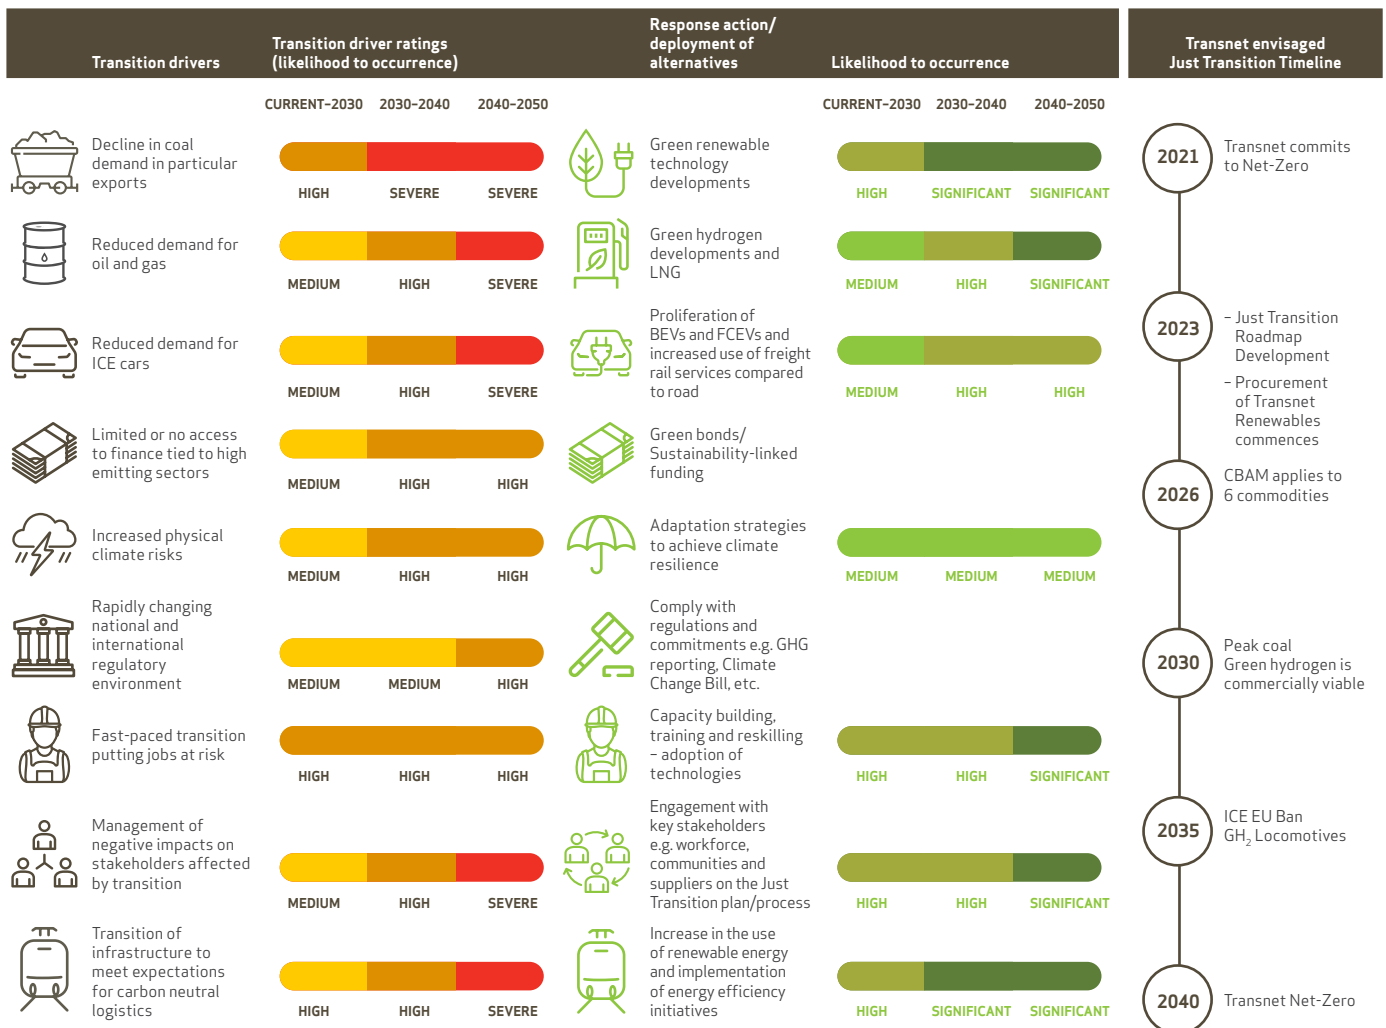 Transition drivers
Transition driver ratings
(likelihood to occurrence)
Response action/
deployment of
alternatives
Likelihood to occurrence
Transnet envisaged
Just Transition Timeline
CURRENT–2030 2030–2040 2040–2050
CURRENT–2030 2030–2040 2040–2050
Decline in coal
demand in particular
exports
HIGH SEVERE SEVERE
Green renewable
technology
developments
HIGH SIGNIFICANT SIGNIFICANT
Reduced demand for
oil and gas
MEDIUM HIGH SEVERE
Green hydrogen
developments and
LNG
MEDIUM HIGH SIGNIFICANT
Reduced demand for
ICE cars
MEDIUM HIGH SEVERE
Proliferation of
BEVs and FCEVs and
increased use of freight
rail services compared
to road
MEDIUM HIGH HIGH
Limited or no access
to finance tied to high
emitting sectors
MEDIUM HIGH HIGH
Green bonds/
Sustainability-linked
funding
Increased physical
climate risks
MEDIUM HIGH HIGH
Adaptation strategies
to achieve climate
resilience
MEDIUM MEDIUM MEDIUM
Rapidly changing
national and
international
regulatory
environment
MEDIUM MEDIUM HIGH
Comply with
regulations and
commitments e.g. GHG
reporting, Climate
Change Bill, etc.
Fast-paced transition
putting jobs at risk
HIGH HIGH HIGH
Capacity building,
training and reskilling
– adoption of
technologies
HIGH HIGH SIGNIFICANT
Management of
negative impacts on
stakeholders affected
by transition
MEDIUM HIGH SEVERE
Engagement with
key stakeholders
e.g. workforce,
communities and
suppliers on the Just
Transition plan/process
HIGH HIGH SIGNIFICANT
Transition of
infrastructure to
meet expectations
for carbon neutral
logistics
HIGH HIGH SEVERE
Increase in the use
of renewable energy
and implementation
of energy efficiency
initiatives
HIGH SIGNIFICANT SIGNIFICANT
2021
Transnet commits
to Net-Zero
2023
– Just Transition
Roadmap
Development
– Procurement
of Transnet
Renewables
commences
2026
CBAM applies to
6 commodities
2030
Peak coal
Green hydrogen is
commercially viable
2035
ICE EU Ban
GH₂ Locomotives
2040
Transnet Net-Zero